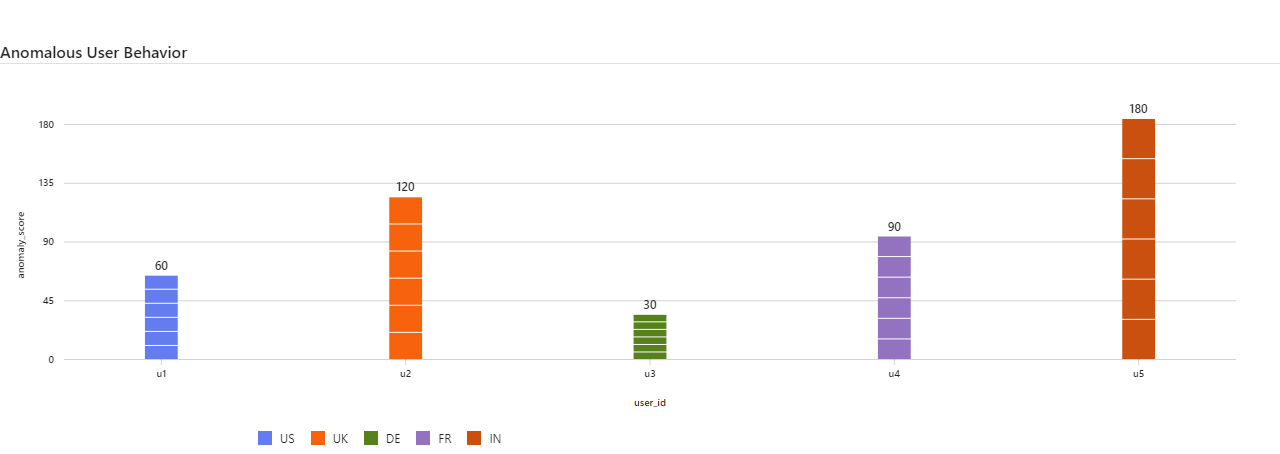 Anomalous User Behavior
180
135
90
45
0
anomaly_score
60
120
30
90
180
u1 u2 u3 u4 u5
user_id
US UK DE FR IN